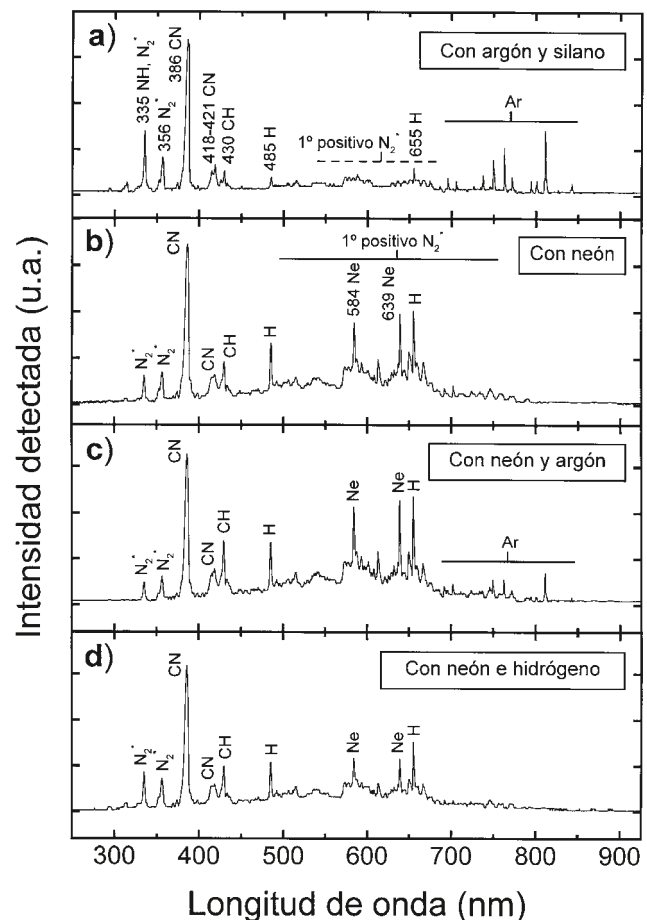 Intensidad detectada (u.a.)
a)
Con argón y silano
335 NH, N₂*
356 N₂*
386 CN
418-421 CN
430 CH
485 H
1º positivo N₂*
655 H
Ar
b)
Con neón
N₂*
N₂*
CN
CN
CH
H
1º positivo N₂*
584 Ne
639 Ne
H
c)
Con neón y argón
N₂*
N₂*
CN
CN
CH
H
Ne
Ne
H
Ar
d)
Con neón e hidrógeno
N₂*
N₂*
CN
CN
CH
H
Ne
Ne
H
300 400 500 600 700 800 900
Longitud de onda (nm)